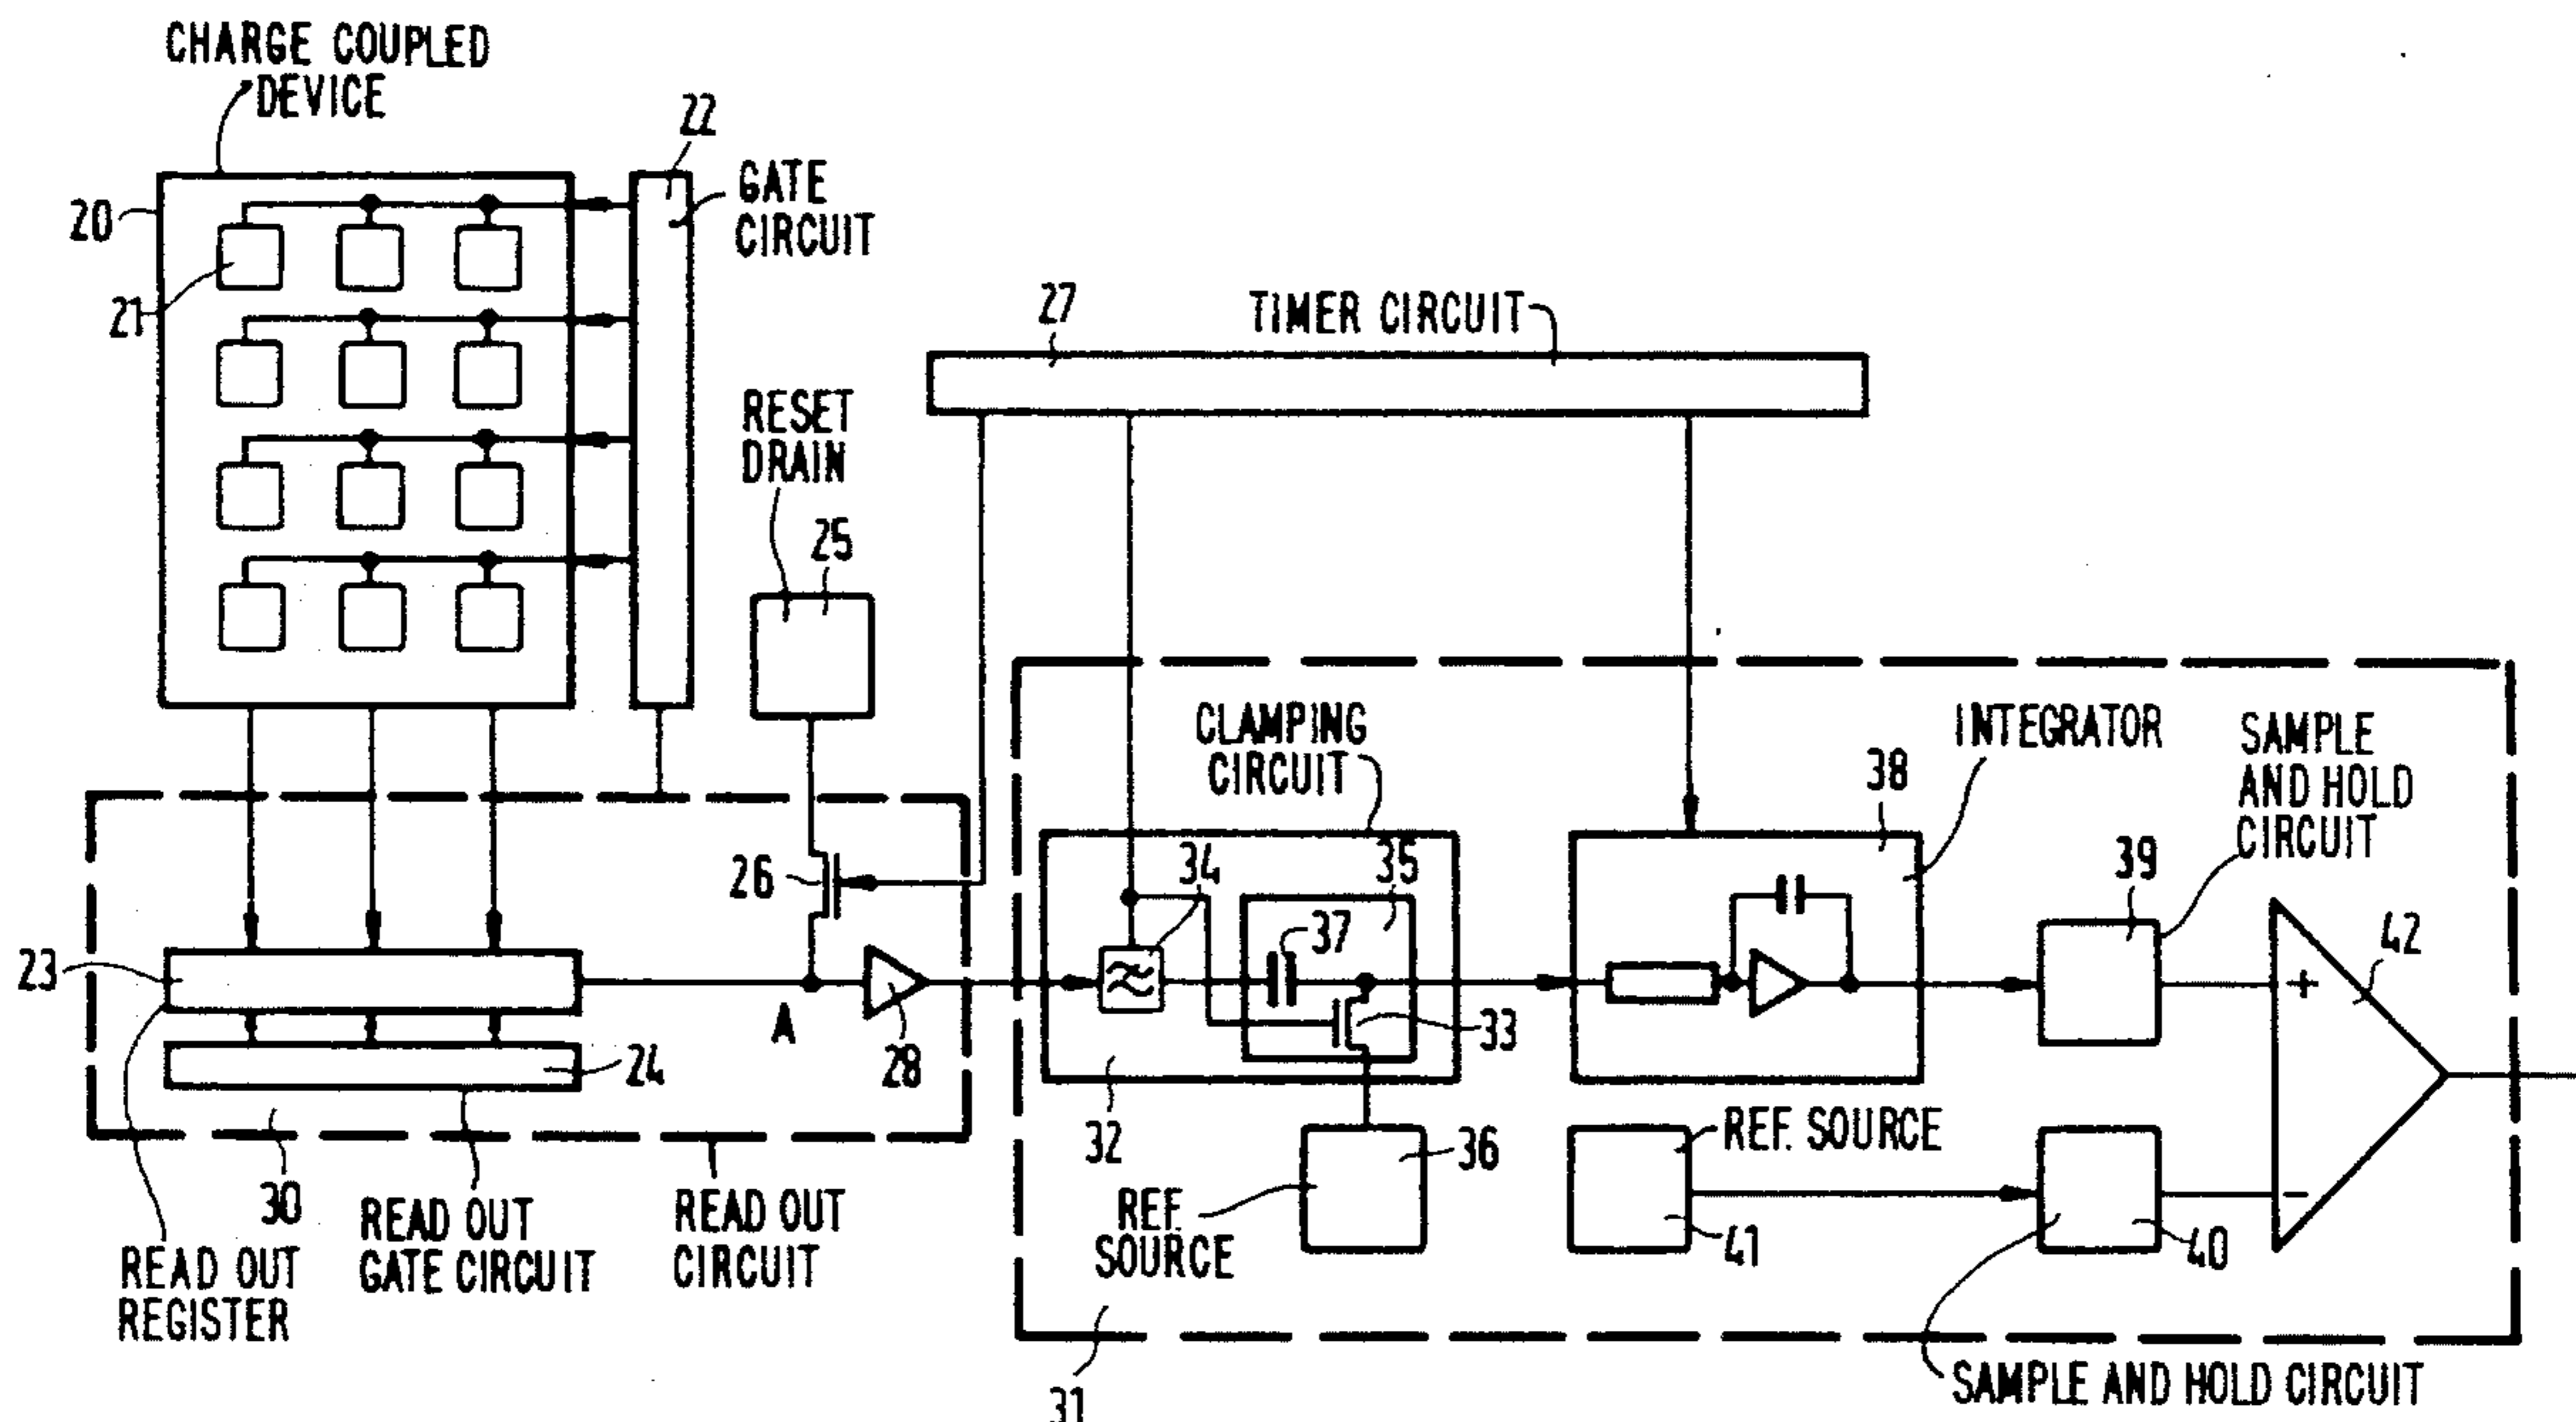 CHARGE COUPLED
DEVICE
22
GATE
CIRCUIT
20
21
27
TIMER CIRCUIT
RESET
DRAIN
25
CLAMPING
CIRCUIT
INTEGRATOR
38
SAMPLE
AND HOLD
CIRCUIT
39
26
34
35
37
42
+
23
A
28
33
24
32
36
REF. SOURCE
−
30
READ OUT
GATE CIRCUIT
READ OUT
CIRCUIT
REF.
SOURCE
41
40
READ OUT
REGISTER
31
SAMPLE AND HOLD CIRCUIT